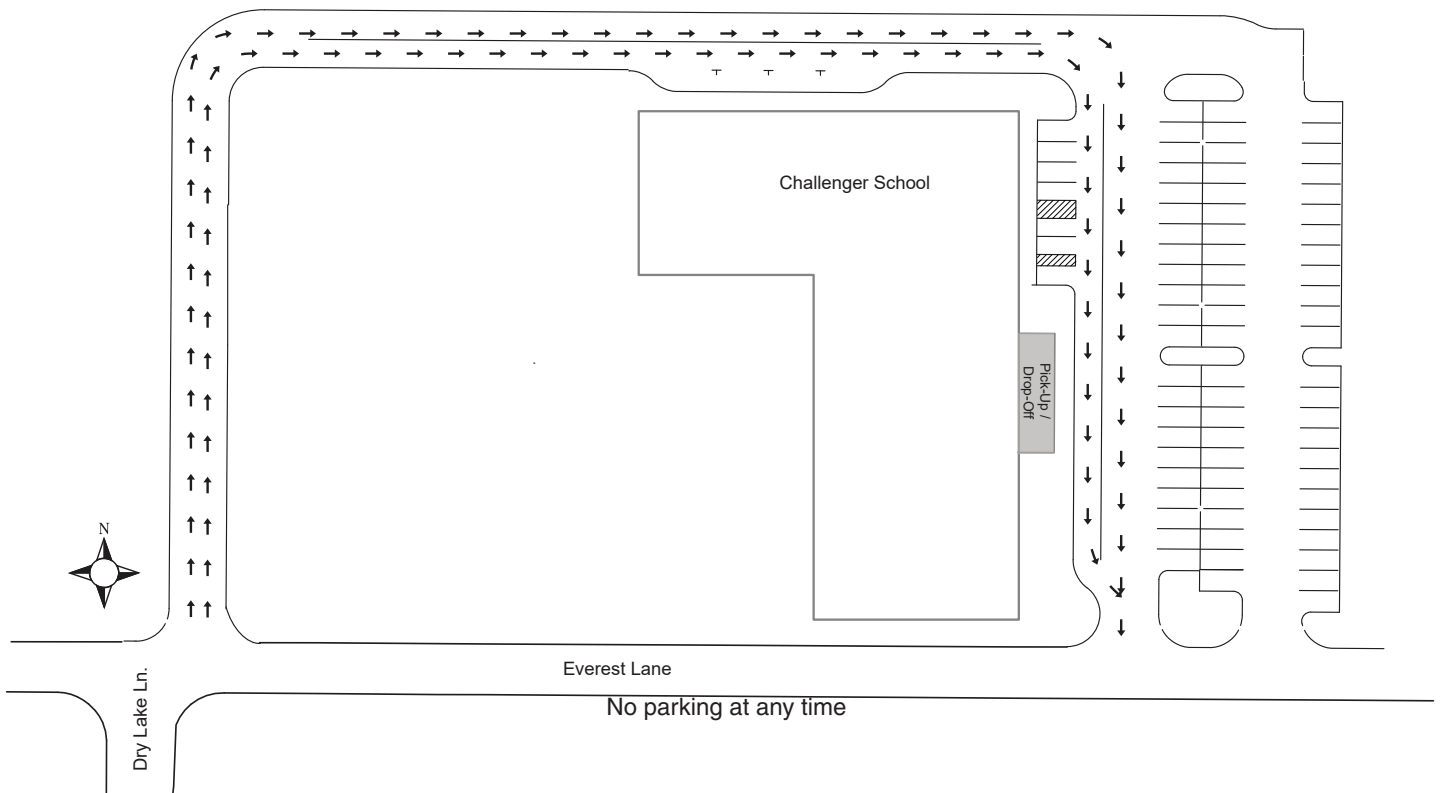 Challenger School
Pick-Up /
Drop-Off
N
Everest Lane
No parking at any time
Dry Lake Ln.